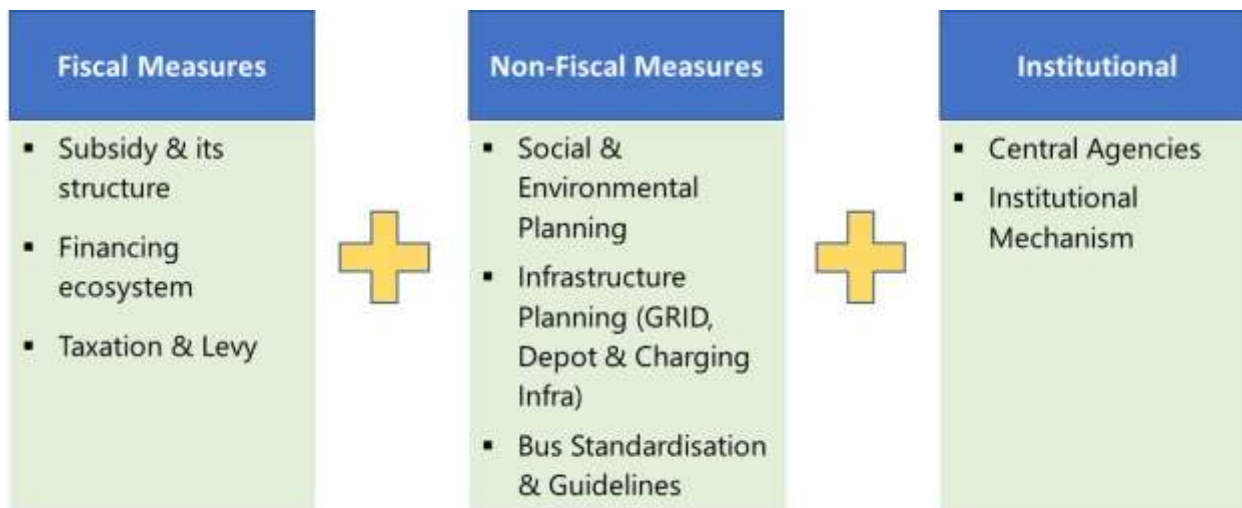 Fiscal Measures
▪ Subsidy & its
structure
▪ Financing
ecosystem
▪ Taxation & Levy
Non-Fiscal Measures
▪ Social &
Environmental
Planning
▪ Infrastructure
Planning (GRID,
Depot & Charging
Infra)
▪ Bus Standardisation
& Guidelines
Institutional
▪ Central Agencies
▪ Institutional
Mechanism